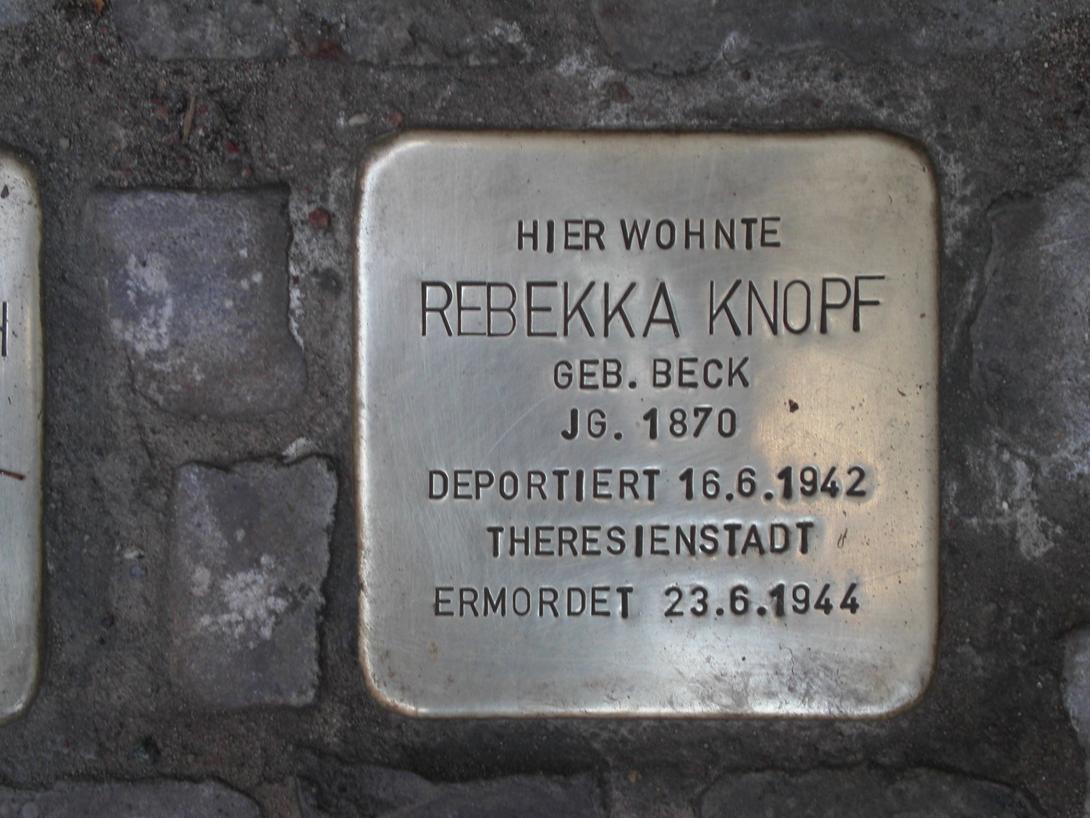 HIER WOHNTE
REBEKKA KNOPF
GEB. BECK
JG. 1870
DEPORTIERT 16.6.1942
THERESIENSTADT
ERMORDET 23.6.1944